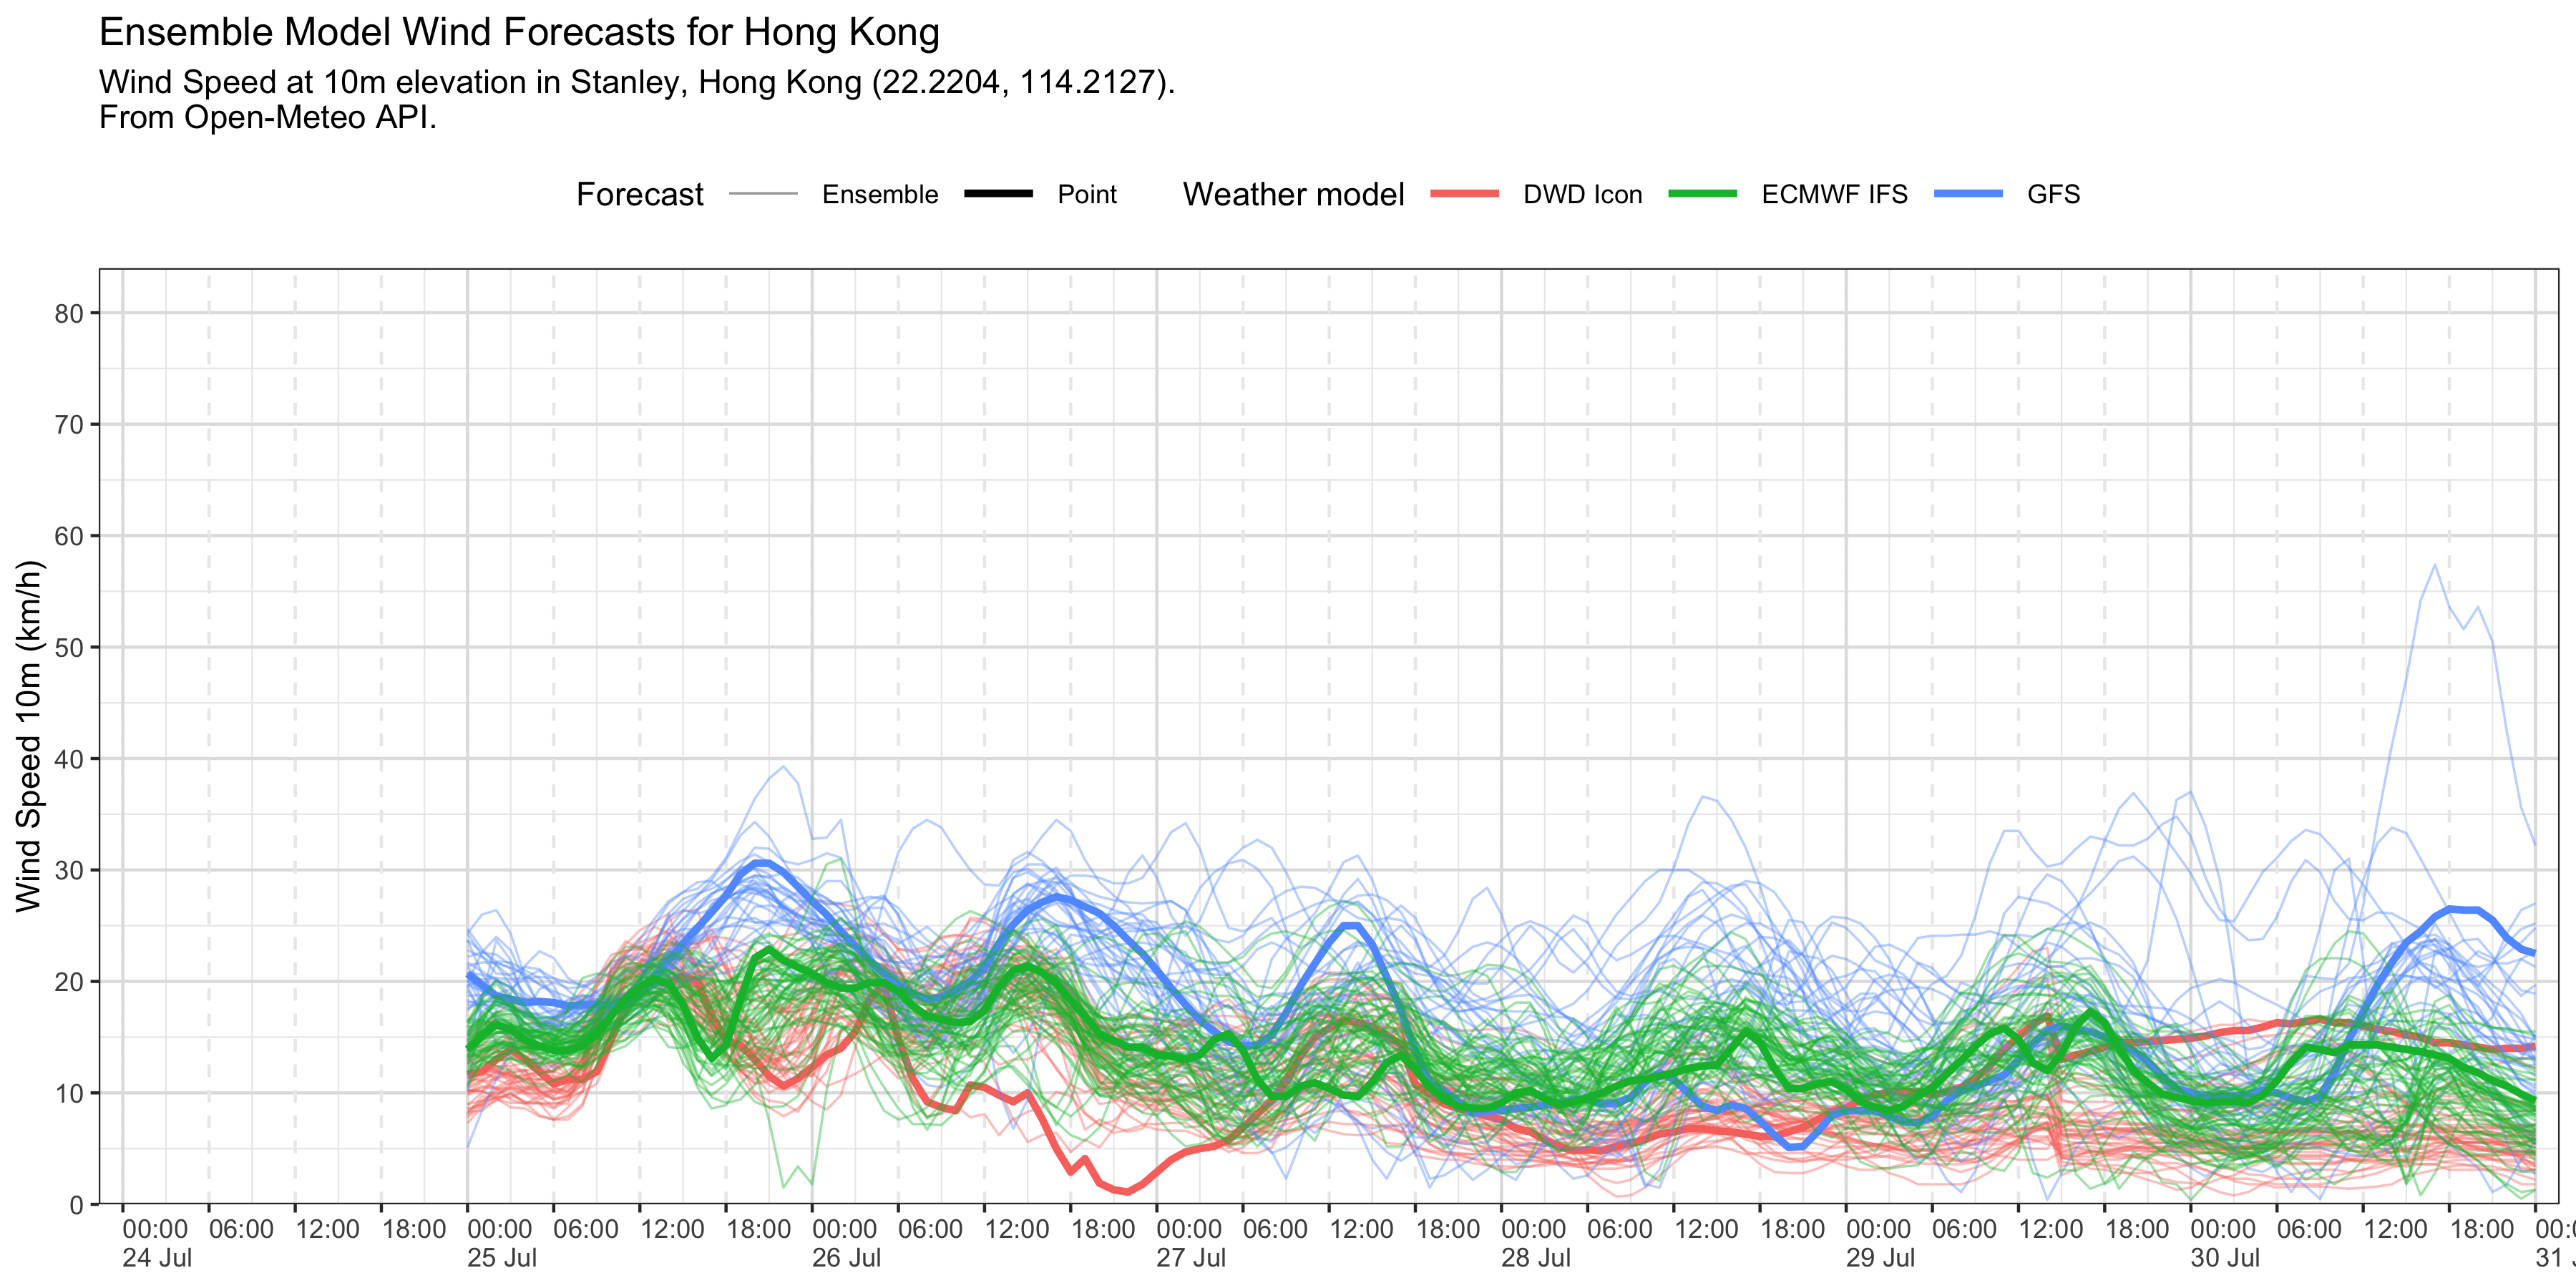 Ensemble Model Wind Forecasts for Hong Kong
Wind Speed at 10m elevation in Stanley, Hong Kong (22.2204, 114.2127).
From Open-Meteo API.
Forecast Ensemble Point Weather model DWD Icon ECMWF IFS GFS
Wind Speed 10m (km/h)
80
70
60
50
40
30
20
10
0
00:00 06:00 12:00 18:00 00:00 06:00 12:00 18:00 00:00 06:00 12:00 18:00 00:00 06:00 12:00 18:00 00:00 06:00 12:00 18:00 00:00 06:00 12:00 18:00 00:00 06:00 12:00 18:00 00:0
24 Jul 25 Jul 26 Jul 27 Jul 28 Jul 29 Jul 30 Jul 31 J